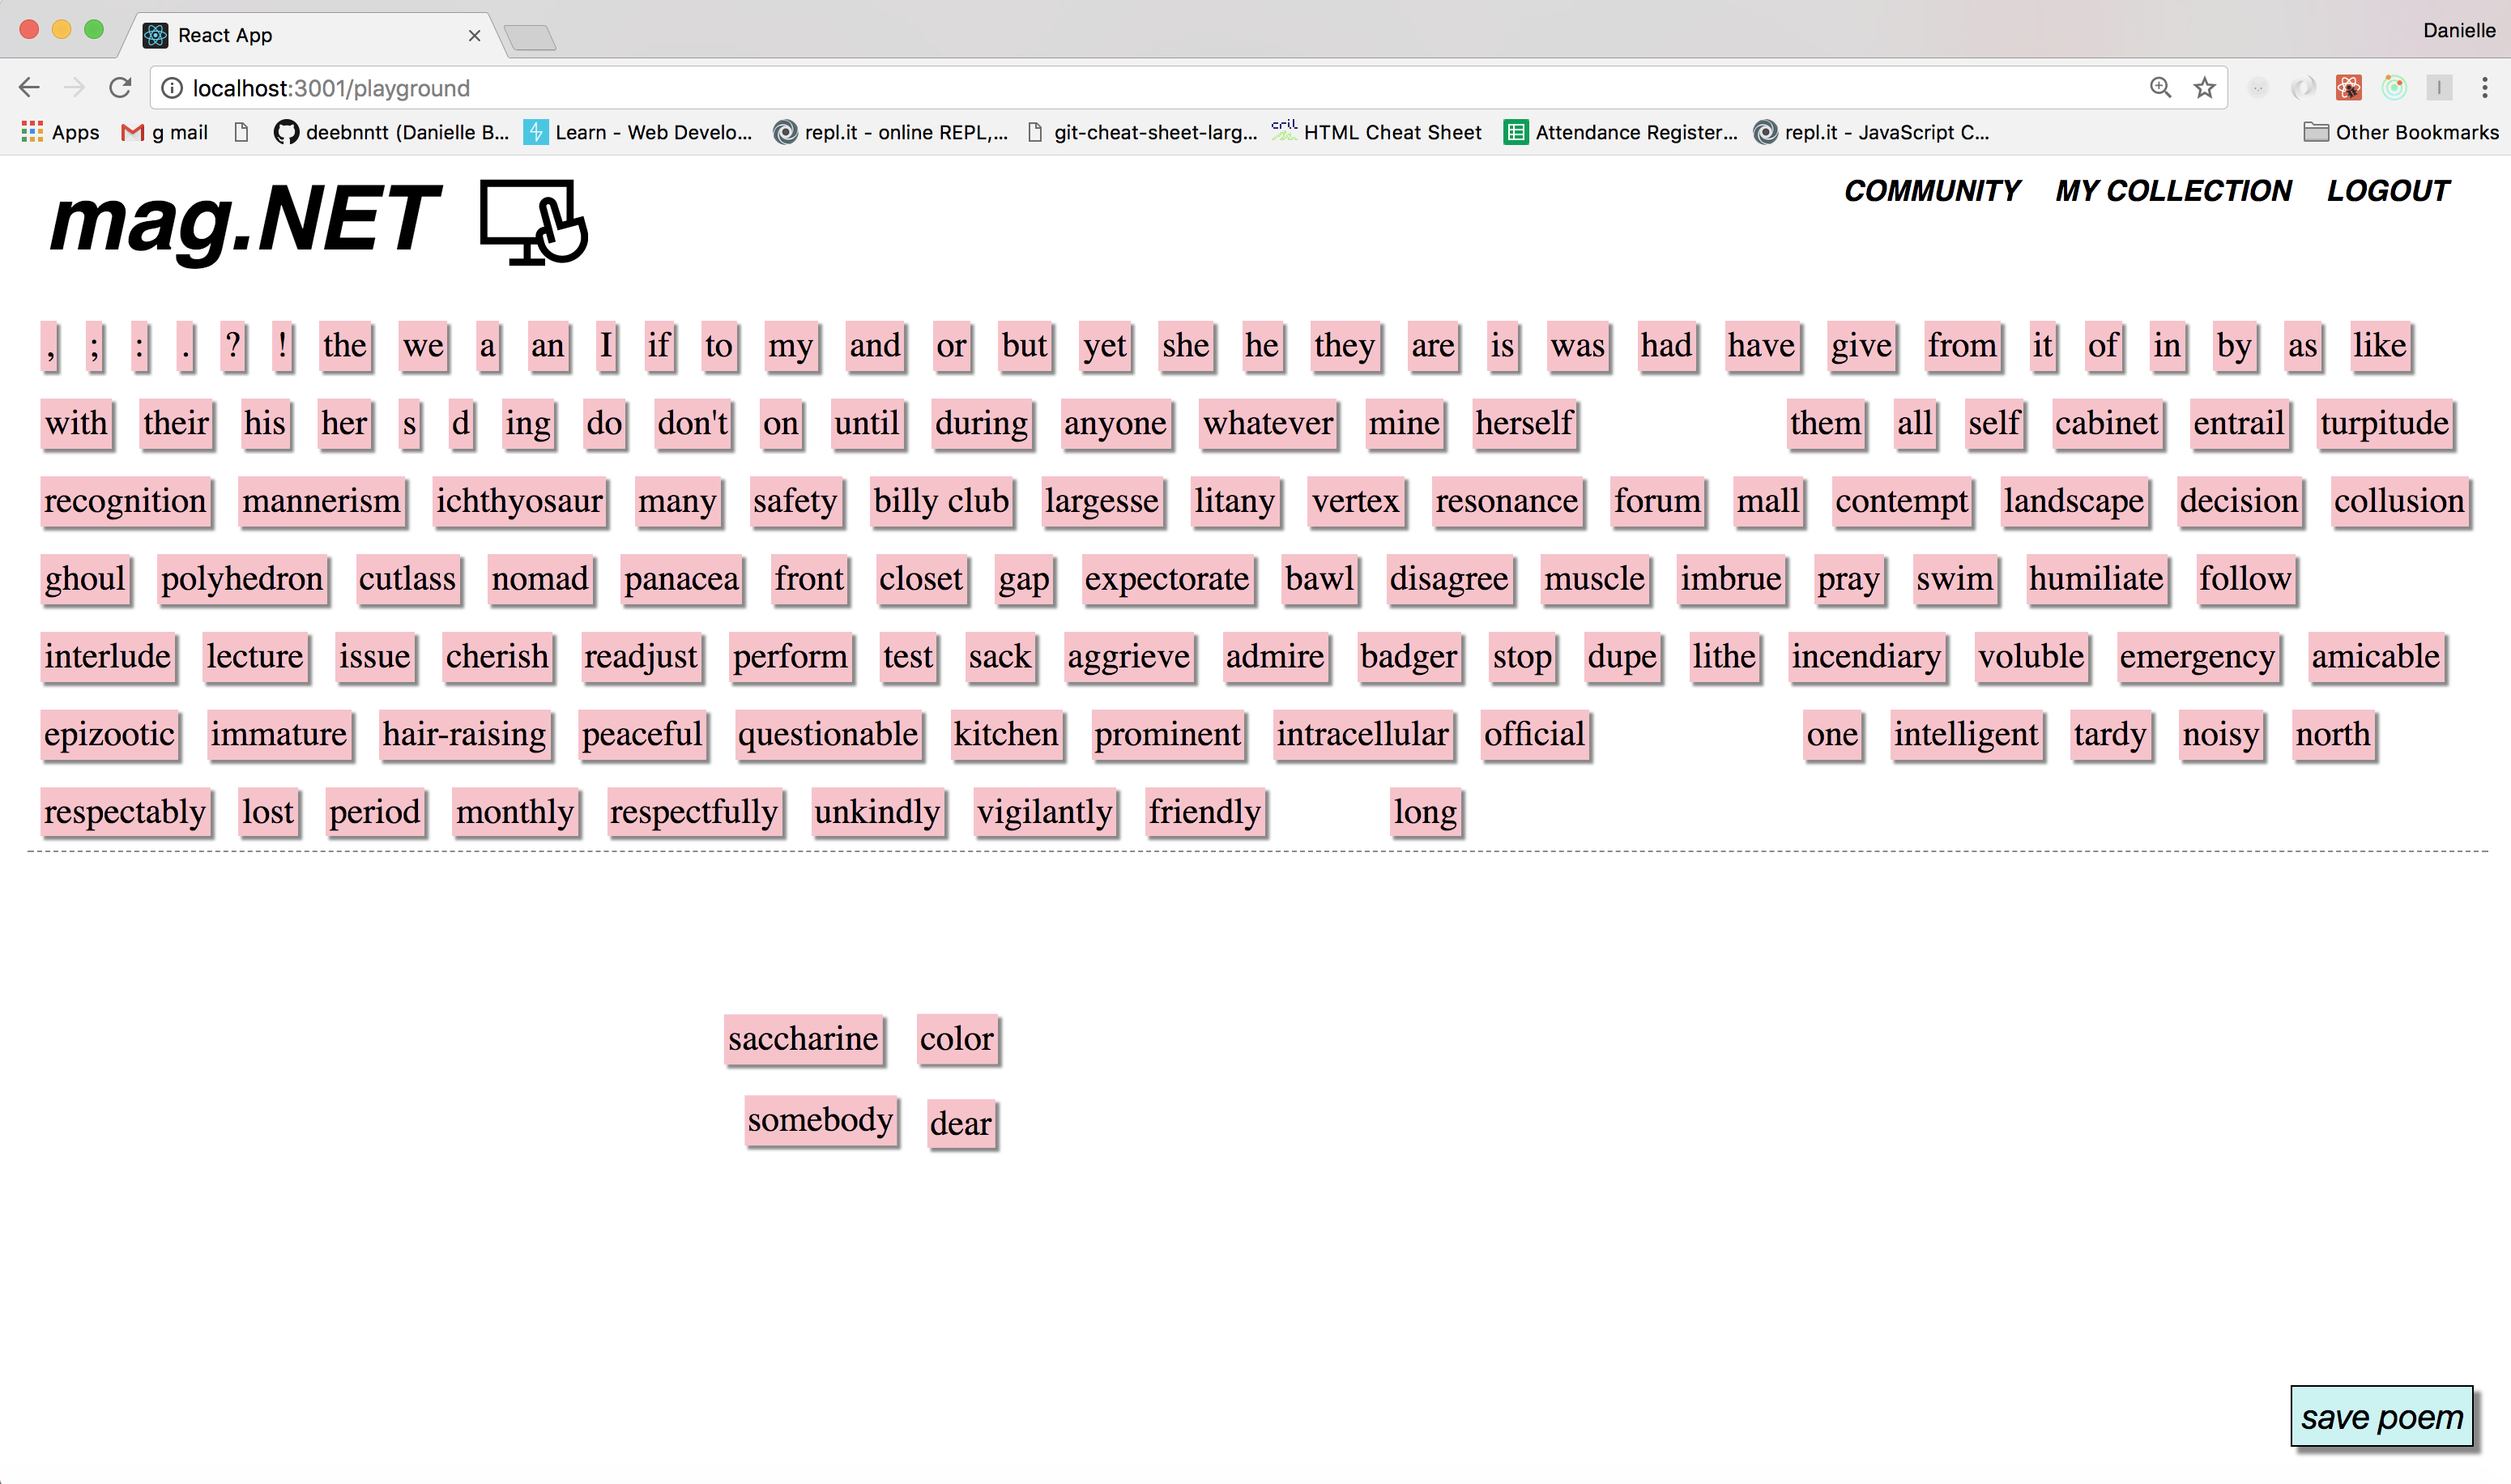 React App
Danielle
localhost:3001/playground
Apps g mail deebnntt (Danielle B... Learn - Web Develo... repl.it - online REPL,... git-cheat-sheet-larg... HTML Cheat Sheet Attendance Register... repl.it - JavaScript C... Other Bookmarks
mag.NET COMMUNITY MY COLLECTION LOGOUT
, ; : . ? ! the we a an I if to my and or but yet she he they are is was had have give from it of in by as like
with their his her s d ing do don't on until during anyone whatever mine herself them all self cabinet entrail turpitude
recognition mannerism ichthyosaur many safety billy club largesse litany vertex resonance forum mall contempt landscape decision collusion
ghoul polyhedron cutlass nomad panacea front closet gap expectorate bawl disagree muscle imbrue pray swim humiliate follow
interlude lecture issue cherish readjust perform test sack aggrieve admire badger stop dupe lithe incendiary voluble emergency amicable
epizootic immature hair-raising peaceful questionable kitchen prominent intracellular official one intelligent tardy noisy north
respectably lost period monthly respectfully unkindly vigilantly friendly long
saccharine color
somebody dear
save poem